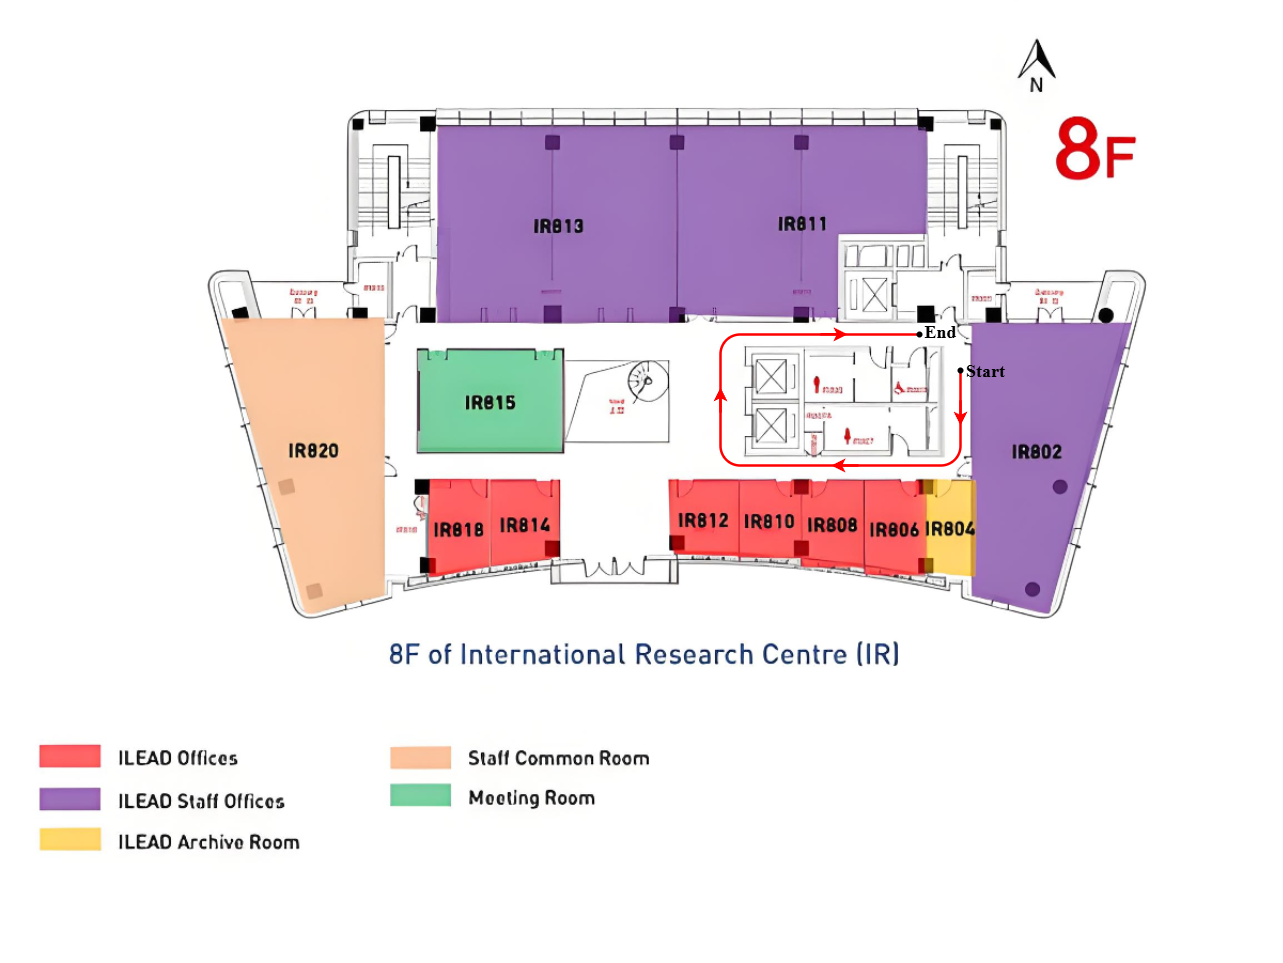 N
8F
IR813
IR811
End
Start
IR815
IR820
IR802
IR818
IR814
IR812
IR810
IR808
IR806
IR804
8F of International Research Centre (IR)
ILEAD Offices
Staff Common Room
ILEAD Staff Offices
Meeting Room
ILEAD Archive Room